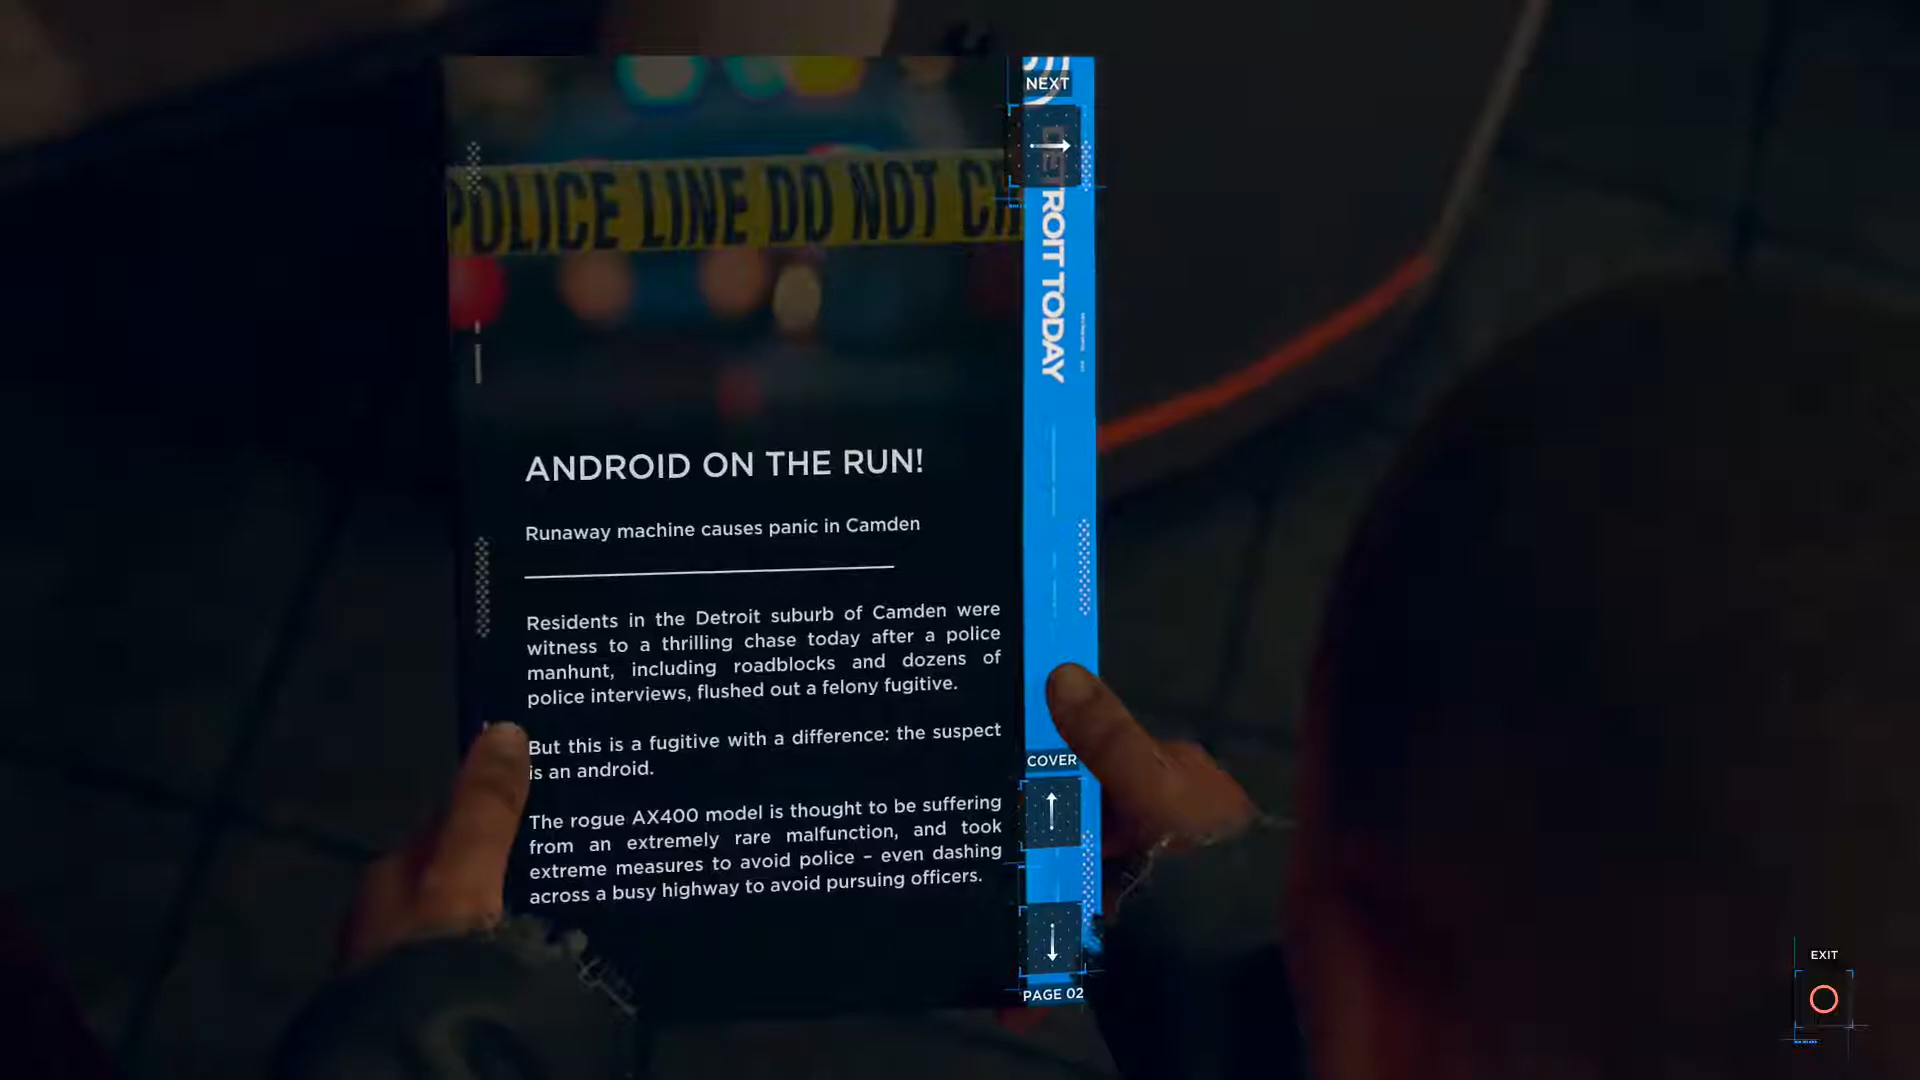 NEXT
POLICE LINE DO NOT
DETROIT TODAY
ANDROID ON THE RUN!
Runaway machine causes panic in Camden
Residents in the Detroit suburb of Camden were
witness to a thrilling chase today after a police
manhunt, including roadblocks and dozens of
police interviews, flushed out a felony fugitive.
But this is a fugitive with a difference: the suspect
is an android.
The rogue AX400 model is thought to be suffering
from an extremely rare malfunction, and took
extreme measures to avoid police – even dashing
across a busy highway to avoid pursuing officers.
COVER
PAGE 02
EXIT